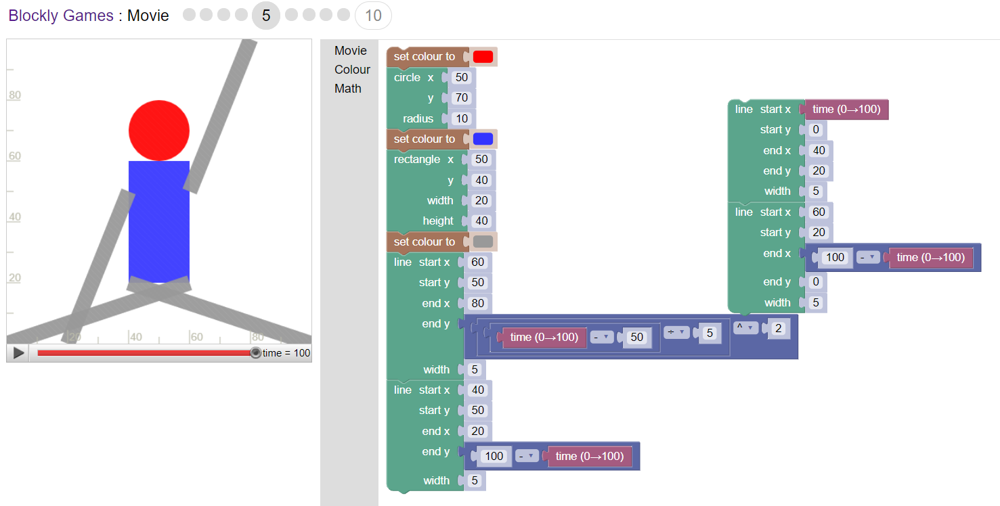 Blockly Games : Movie 5 10
80
60
40
20
20 40 60 80
time = 100
Movie
Colour
Math
set colour to
circle x 50
y 70
radius 10
set colour to
rectangle x 50
y 40
width 20
height 40
set colour to
line start x 60
start y 50
end x 80
end y time (0→100) - 50 ÷ 5 ^ 2
width 5
line start x 40
start y 50
end x 20
end y 100 - time (0→100)
width 5
line start x time (0→100)
start y 0
end x 40
end y 20
width 5
line start x 60
start y 20
end x 100 - time (0→100)
end y 0
width 5